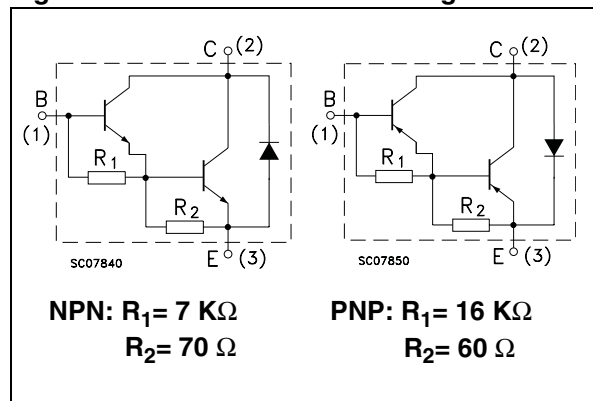 C (2)
B
(1)
R1
R2
SC07840
E (3)
C (2)
B
(1)
R1
R2
SC07850
E (3)
NPN: R1= 7 KΩ
R2= 70 Ω
PNP: R1= 16 KΩ
R2= 60 Ω